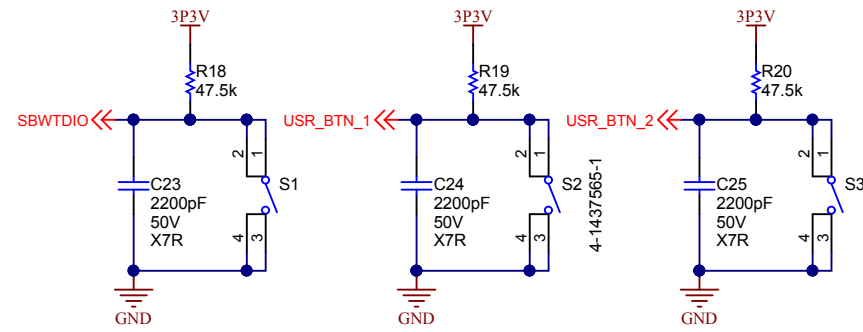 3P3V
R18
47.5k
SBWTDIO
2
1
C23
2200pF
50V
X7R
S1
4
3
GND
3P3V
R19
47.5k
USR_BTN_1
2
1
C24
2200pF
50V
X7R
S2
4-1437565-1
4
3
GND
3P3V
R20
47.5k
USR_BTN_2
2
1
C25
2200pF
50V
X7R
S3
4
3
GND